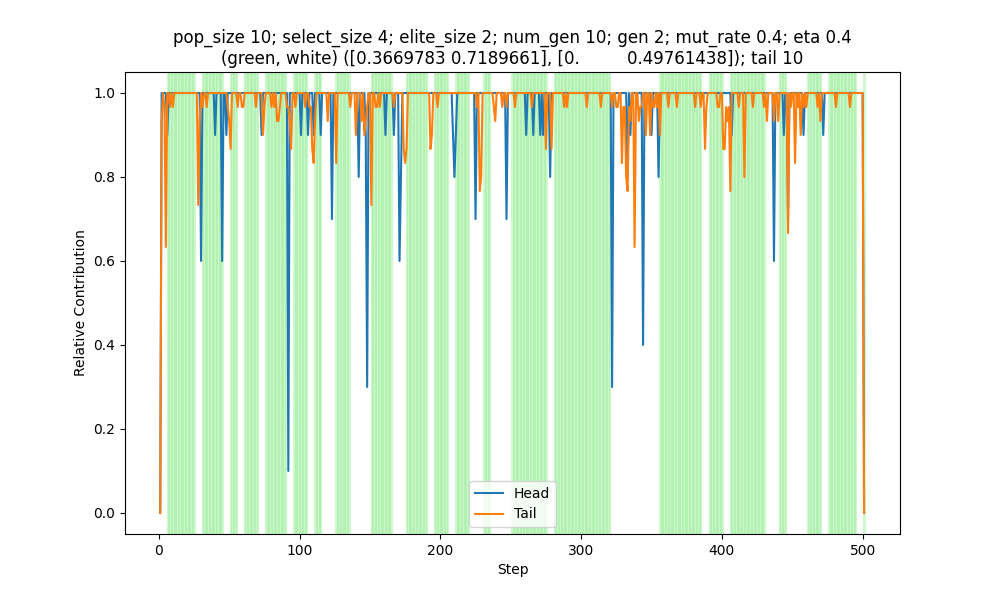 pop_size 10; select_size 4; elite_size 2; num_gen 10; gen 2; mut_rate 0.4; eta 0.4
(green, white) ([0.3669783 0.7189661], [0.         0.49761438]); tail 10
Relative Contribution
1.0
0.8
0.6
0.4
0.2
0.0
Head
Tail
0
100
200
300
400
500
Step